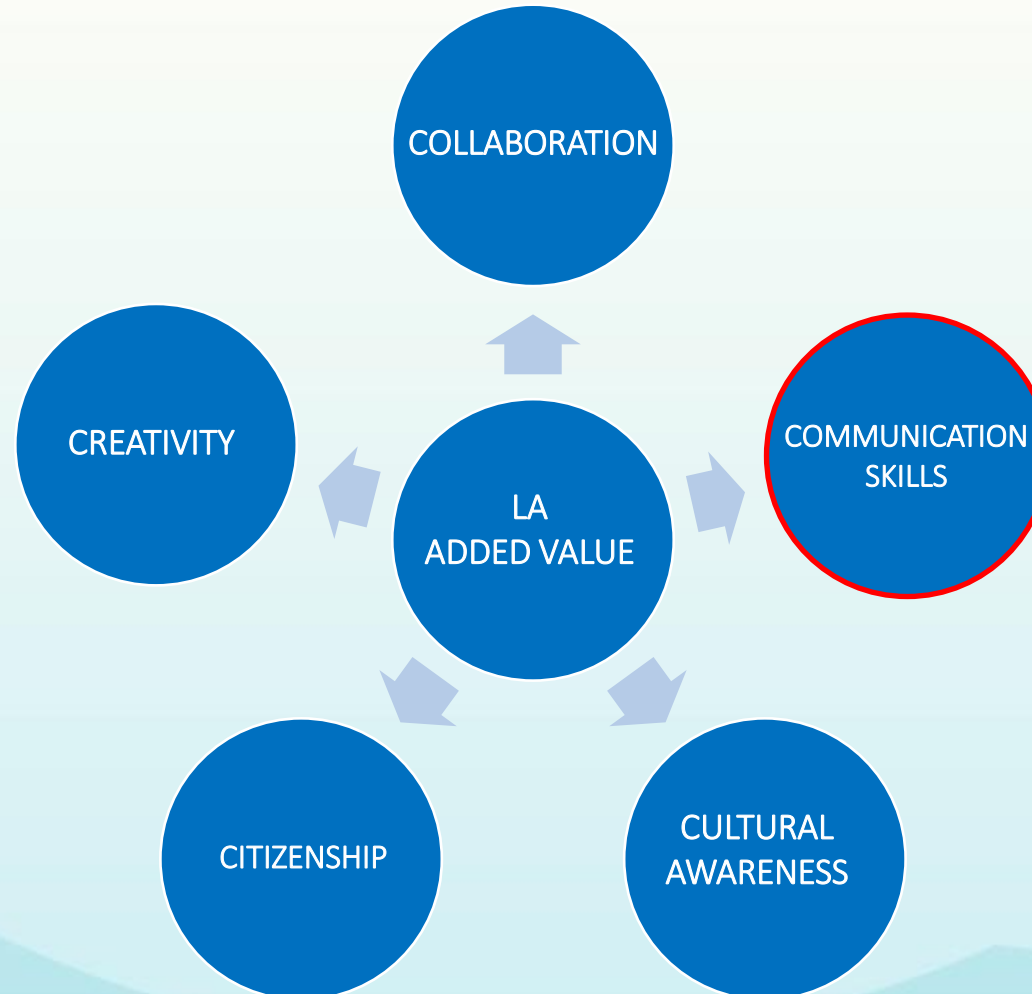 COLLABORATION
CREATIVITY
COMMUNICATION
SKILLS
LA
ADDED VALUE
CITIZENSHIP
CULTURAL
AWARENESS